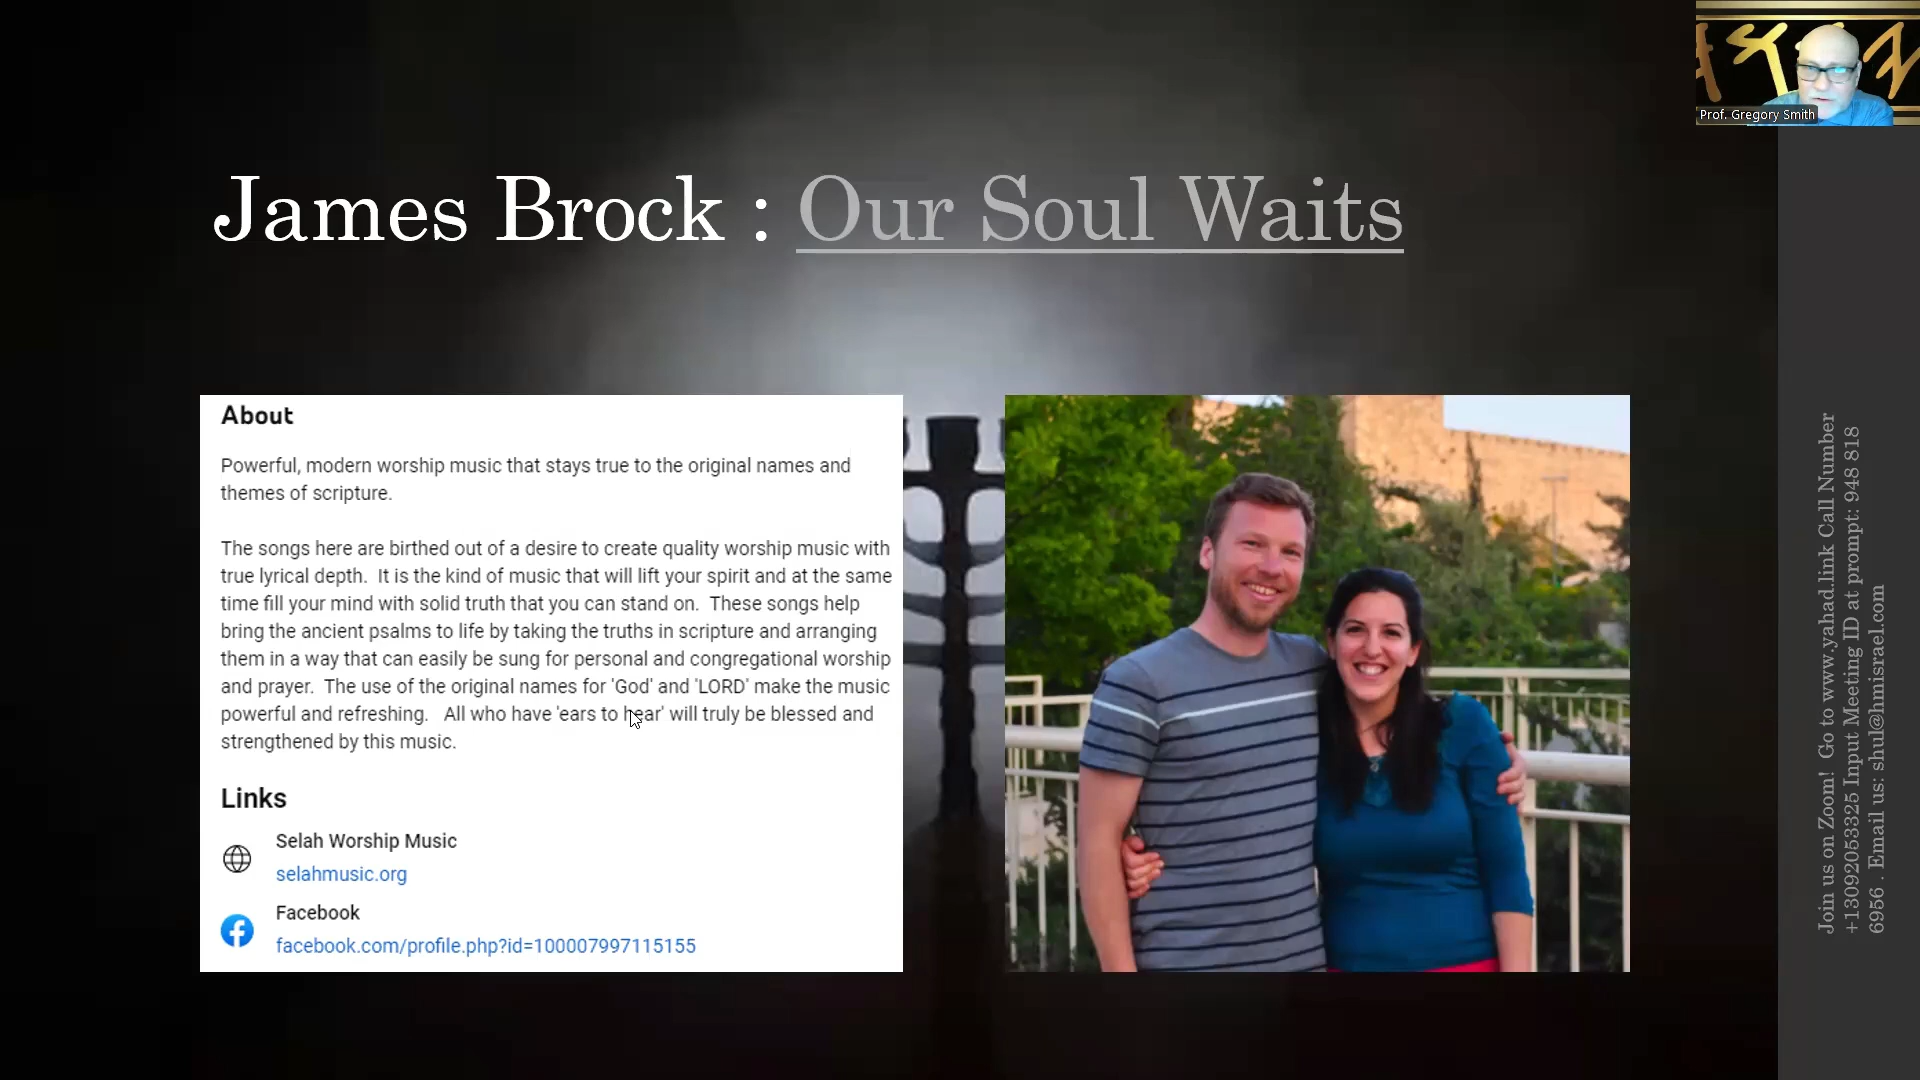 Prof. Gregory Smith
James Brock : Our Soul Waits
About
Powerful, modern worship music that stays true to the original names and
themes of scripture.
The songs here are birthed out of a desire to create quality worship music with
true lyrical depth. It is the kind of music that will lift your spirit and at the same
time fill your mind with solid truth that you can stand on. These songs help
bring the ancient psalms to life by taking the truths in scripture and arranging
them in a way that can easily be sung for personal and congregational worship
and prayer. The use of the original names for 'God' and 'LORD' make the music
powerful and refreshing. All who have 'ears to hear' will truly be blessed and
strengthened by this music.
Links
Selah Worship Music
selahmusic.org
Facebook
facebook.com/profile.php?id=100007997115155
Join us on Zoom! Go to www.yahad.link Call Number
+13092053325 Input Meeting ID at prompt: 948 818
6956 . Email us: shul@hmisrael.com